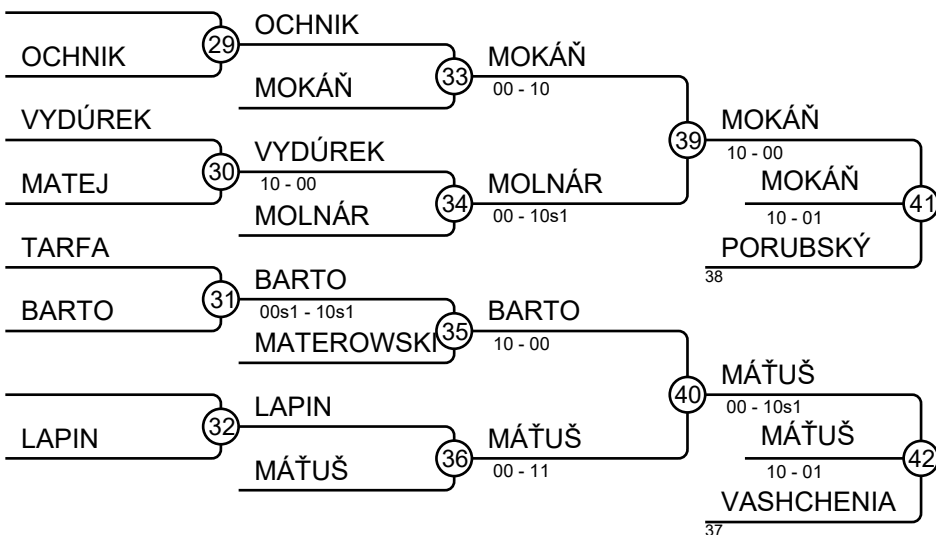 OCHNIK
29
OCHNIK
MOKÁŇ
33
MOKÁŇ
00 - 10
VYDÚREK
MATEJ
30
VYDÚREK
10 - 00
MOLNÁR
34
MOLNÁR
00 - 10s1
39
MOKÁŇ
10 - 00
MOKÁŇ
10 - 01
41
PORUBSKÝ
38
TARFA
BARTO
31
BARTO
00s1 - 10s1
MATEROWSKI
35
BARTO
10 - 00
LAPIN
32
LAPIN
MÁŤUŠ
36
MÁŤUŠ
00 - 11
40
MÁŤUŠ
00 - 10s1
MÁŤUŠ
10 - 01
42
VASHCHENIA
37